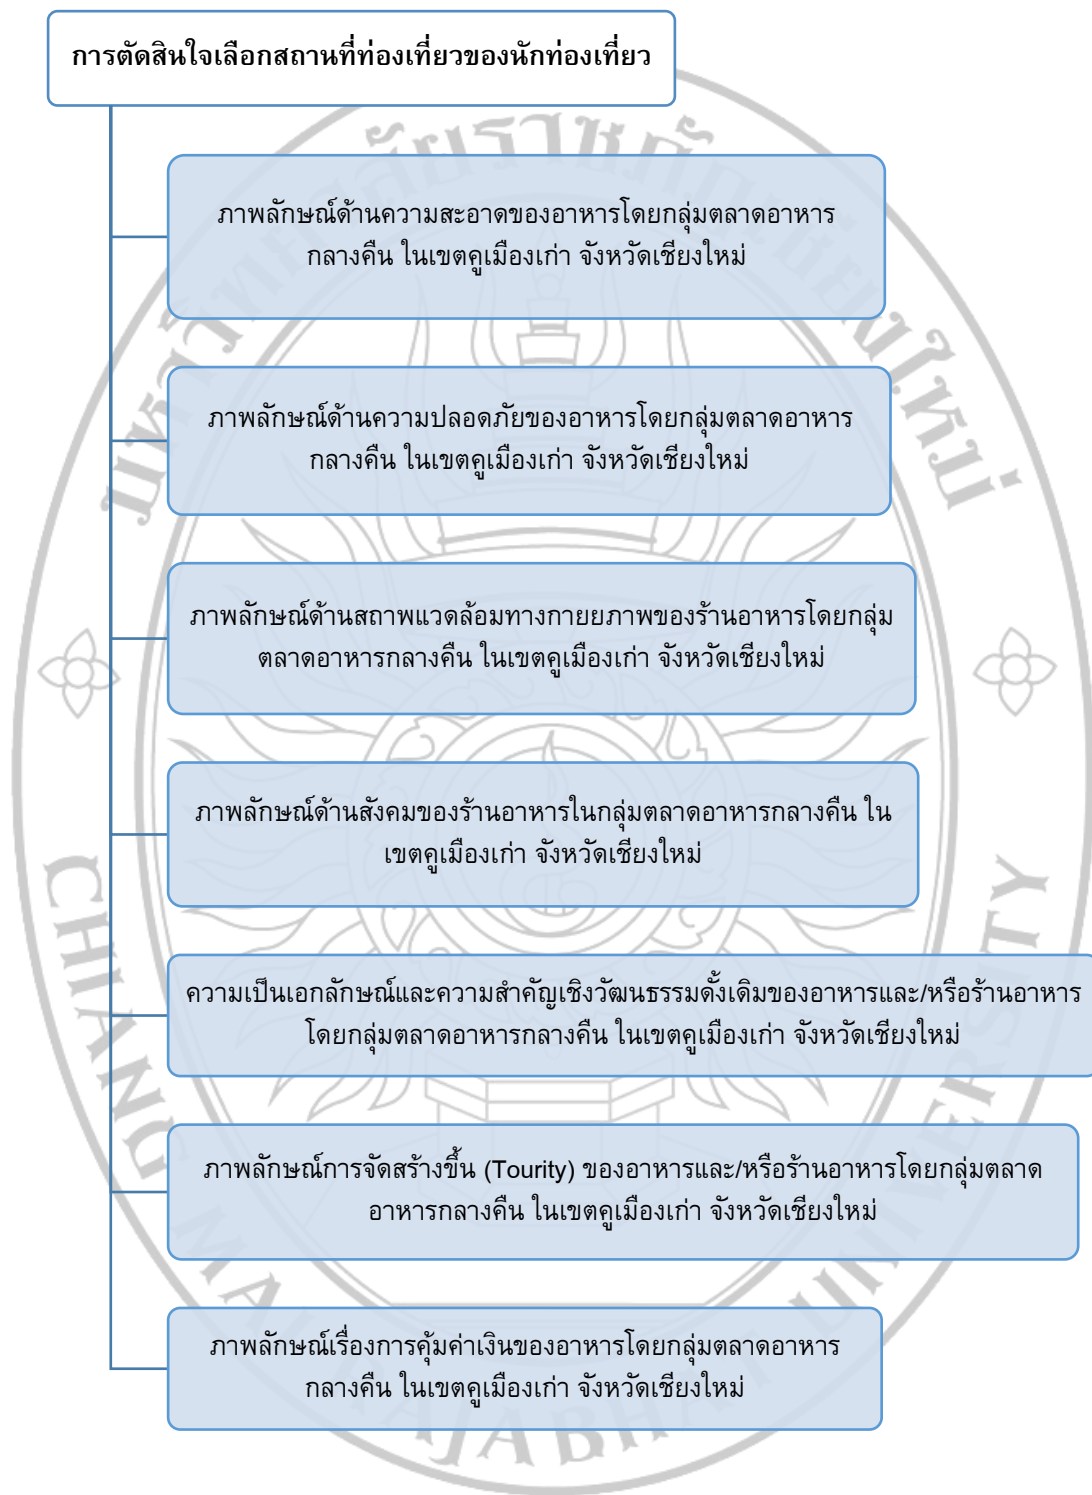 การตัดสินใจเลือกสถานที่ท่องเที่ยวของนักท่องเที่ยว
ภาพลักษณ์ด้านความสะอาดของอาหารโดยกลุ่มตลาดอาหาร
กลางคืน ในเขตคูเมืองเก่า จังหวัดเชียงใหม่
ภาพลักษณ์ด้านความปลอดภัยของอาหารโดยกลุ่มตลาดอาหาร
กลางคืน ในเขตคูเมืองเก่า จังหวัดเชียงใหม่
ภาพลักษณ์ด้านสถาพแวดล้อมทางกายยภาพของร้านอาหารโดยกลุ่ม
ตลาดอาหารกลางคืน ในเขตคูเมืองเก่า จังหวัดเชียงใหม่
ภาพลักษณ์ด้านสังคมของร้านอาหารในกลุ่มตลาดอาหารกลางคืน ใน
เขตคูเมืองเก่า จังหวัดเชียงใหม่
ความเป็นเอกลักษณ์และความสำคัญเชิงวัฒนธรรมดั้งเดิมของอาหารและ/หรือร้านอาหาร
โดยกลุ่มตลาดอาหารกลางคืน ในเขตคูเมืองเก่า จังหวัดเชียงใหม่
ภาพลักษณ์การจัดสร้างขึ้น (Tourity) ของอาหารและ/หรือร้านอาหารโดยกลุ่มตลาด
อาหารกลางคืน ในเขตคูเมืองเก่า จังหวัดเชียงใหม่
ภาพลักษณ์เรื่องการคุ้มค่าเงินของอาหารโดยกลุ่มตลาดอาหาร
กลางคืน ในเขตคูเมืองเก่า จังหวัดเชียงใหม่
มหาวิทยาลัยราชภัฏเชียงใหม่
CHIANG MAI RAJABHAT UNIVERSITY